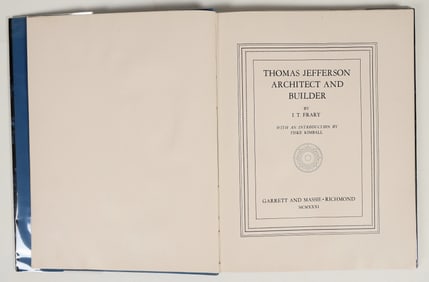 THOMAS JEFFERSON
ARCHITECT AND
BUILDER
BY
I T. FRARY
WITH AN INTRODUCTION BY
FISKE KIMBALL
GARRETT AND MASSIE · RICHMOND
MCMXXXI